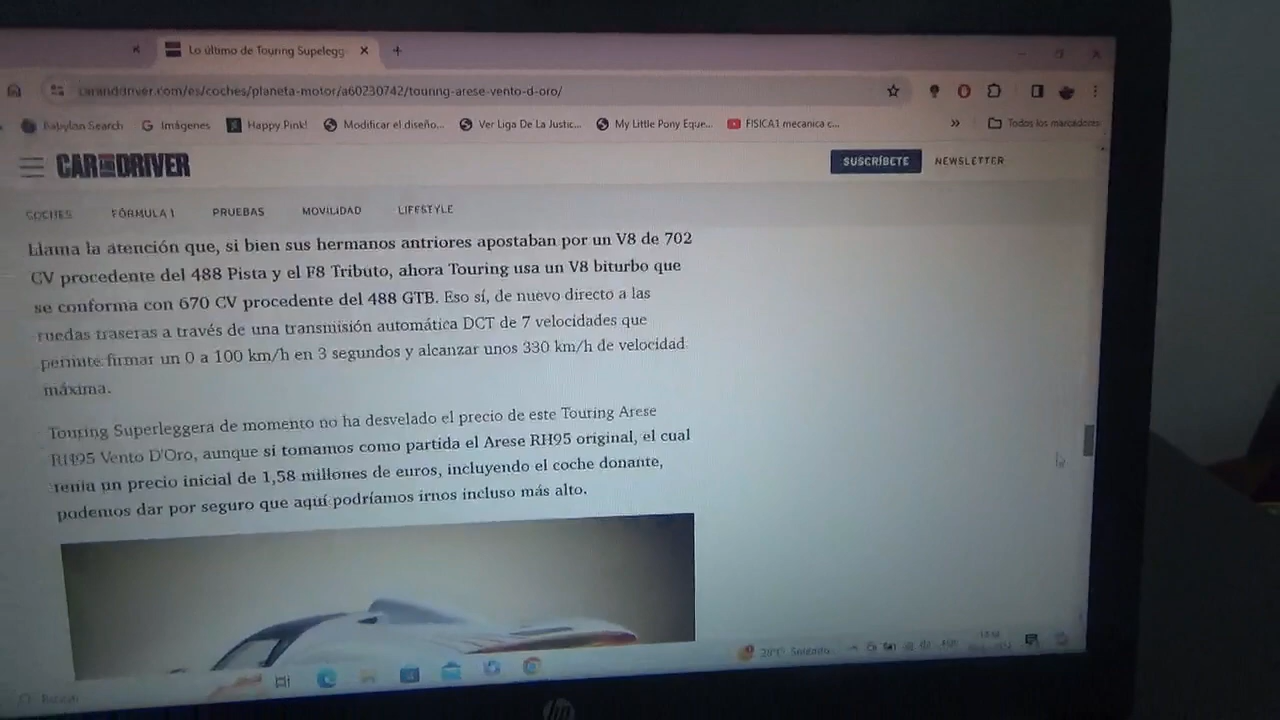 Lo último de Touring Supelegg
carandriver.com/es/coches/planeta-motor/a60230742/touring-arese-vento-d-oro/
Babylon Search Imágenes Happy Pink! Modificar el diseño... Ver Liga De La Justic... My Little Pony Eque... FISICA1 mecanica c... » Todos los marcadores
CAR AND DRIVER SUSCRÍBETE NEWSLETTER
COCHES FÓRMULA 1 PRUEBAS MOVILIDAD LIFESTYLE
Llama la atención que, si bien sus hermanos antriores apostaban por un V8 de 702
CV procedente del 488 Pista y el F8 Tributo, ahora Touring usa un V8 biturbo que
se conforma con 670 CV procedente del 488 GTB. Eso sí, de nuevo directo a las
ruedas traseras a través de una transmisión automática DCT de 7 velocidades que
permite firmar un 0 a 100 km/h en 3 segundos y alcanzar unos 330 km/h de velocidad
máxima.
Touring Superleggera de momento no ha desvelado el precio de este Touring Arese
RH95 Vento D'Oro, aunque si tomamos como partida el Arese RH95 original, el cual
tenía un precio inicial de 1,58 millones de euros, incluyendo el coche donante,
podemos dar por seguro que aquí podríamos irnos incluso más alto.
Soleado
hp